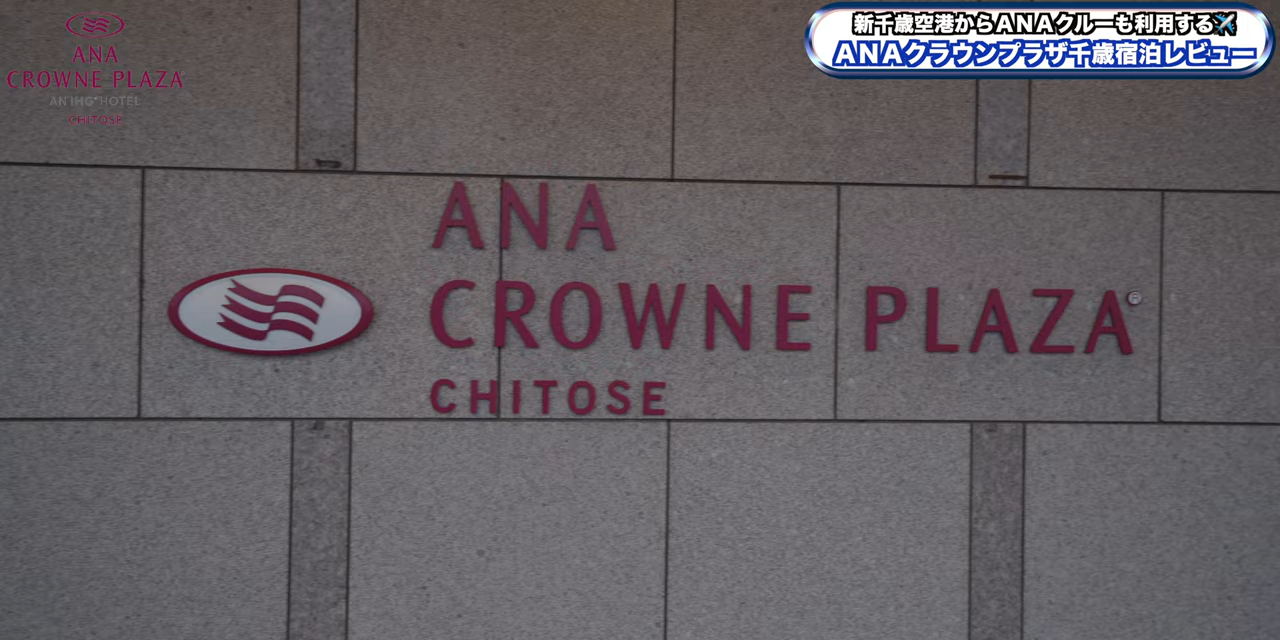 ANA
CROWNE PLAZA
AN IHG® HOTEL
CHITOSE
新千歳空港からANAクルーも利用する✈
ANAクラウンプラザ千歳宿泊レビュー
ANA
CROWNE PLAZA®
CHITOSE